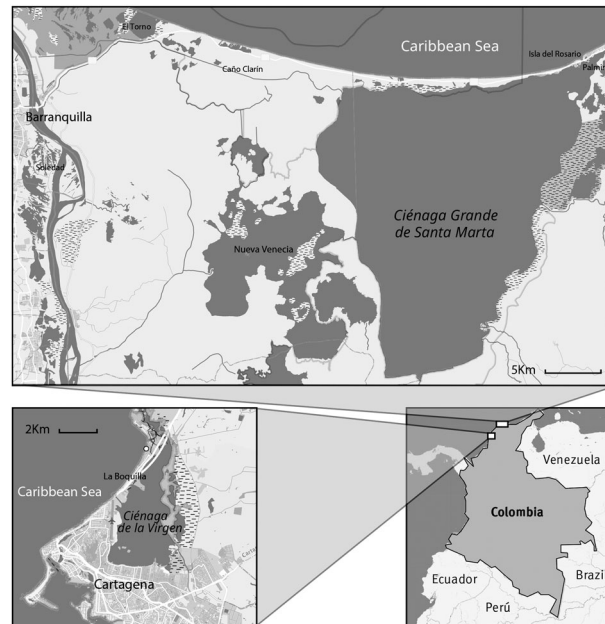 El Torno
Caribbean Sea
Isla del Rosario
Caño Clarín
Barranquilla
Soledad
Ciénaga Grande
de Santa Marta
Nueva Venecia
5Km
2Km
La Boquilla
Caribbean Sea
Ciénaga
de la Virgen
Cartagena
Venezuela
Colombia
Ecuador
Brazi
Perú